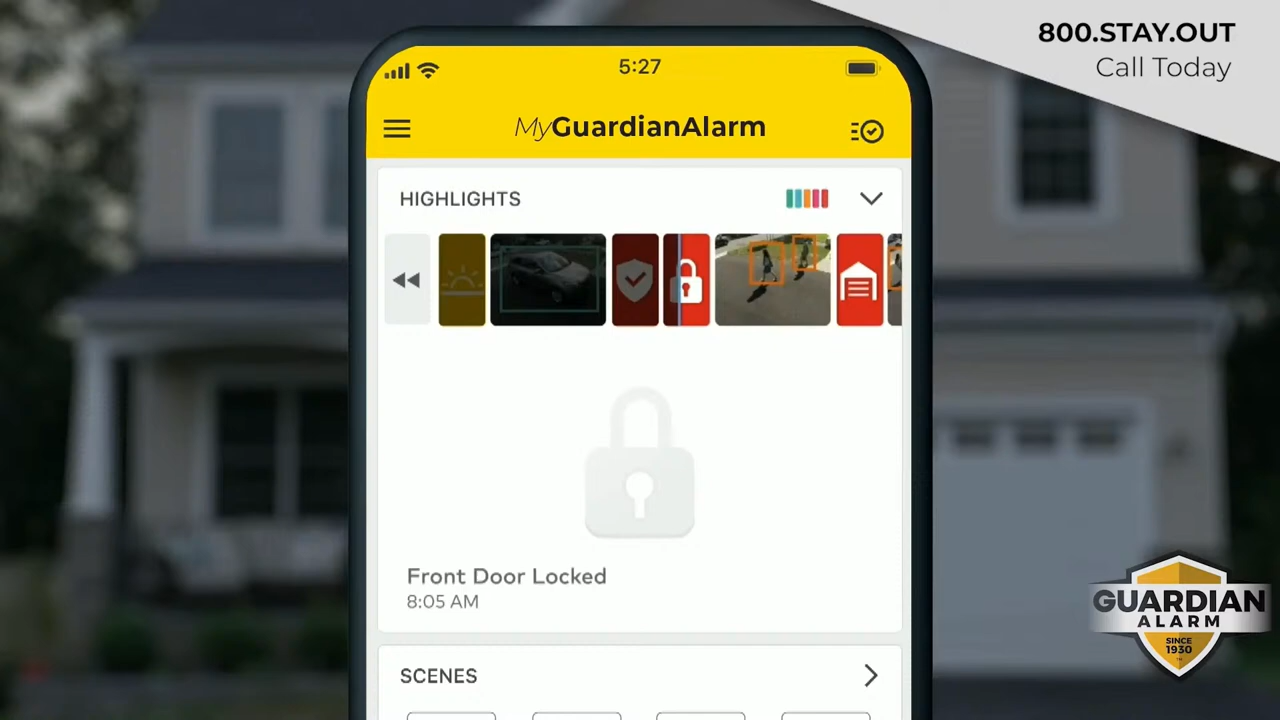 800.STAY.OUT
Call Today
5:27
MyGuardianAlarm
HIGHLIGHTS
Front Door Locked
8:05 AM
SCENES
GUARDIAN
ALARM
SINCE
1930